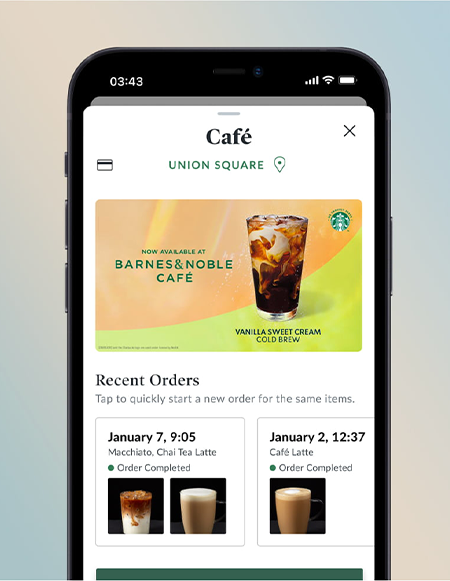 03:43
Café
UNION SQUARE
NOW AVAILABLE AT
BARNES&NOBLE
CAFÉ
VANILLA SWEET CREAM
COLD BREW
Recent Orders
Tap to quickly start a new order for the same items.
January 7, 9:05
Macchiato, Chai Tea Latte
Order Completed
January 2, 12:37
Café Latte
Order Completed